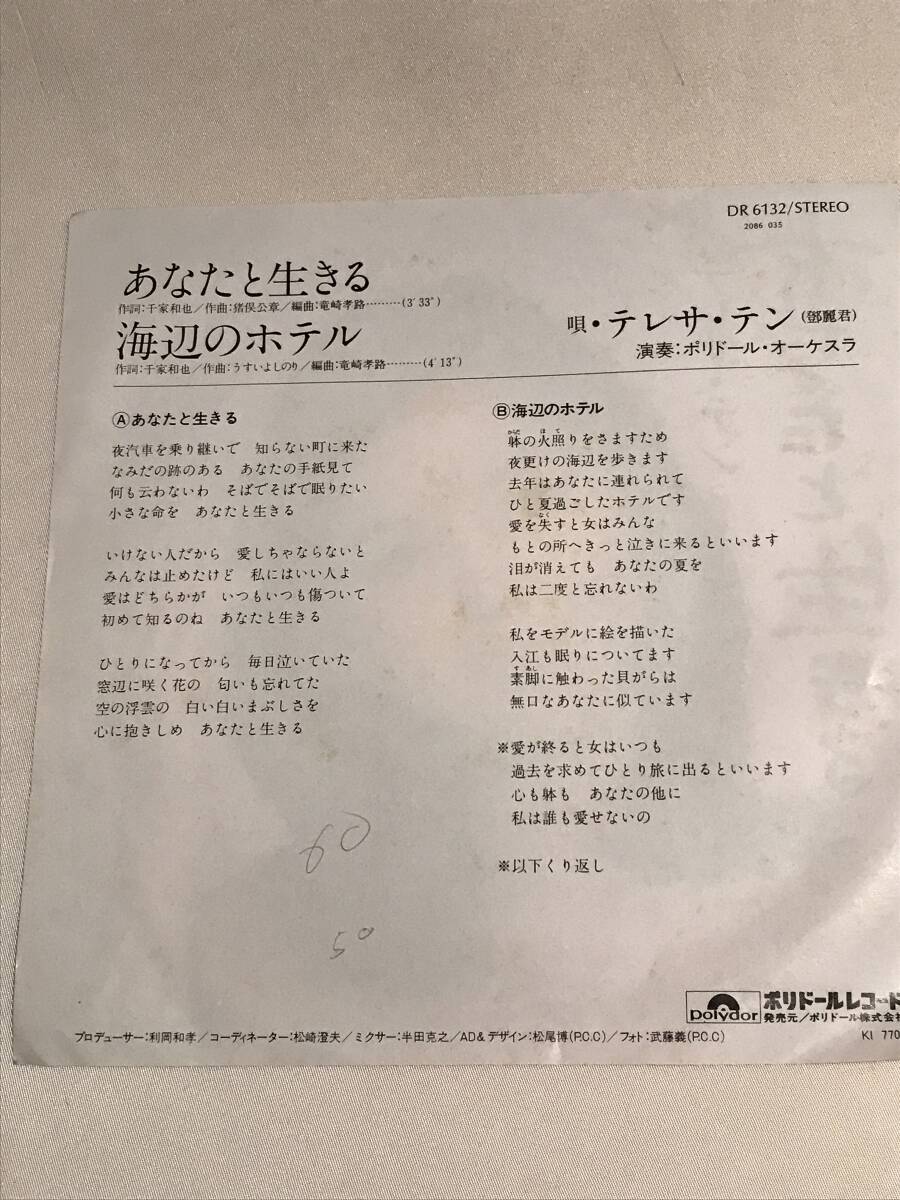 DR 6132/STEREO
2086 035
あなたと生きる
作詞:千家和也/作曲:猪俣公章/編曲:竜崎孝路………(3′33″)
海辺のホテル
作詞:千家和也/作曲:うすいよしのり/編曲:竜崎孝路………(4′13″)
唄・テレサ・テン(鄧麗君)
演奏:ポリドール・オーケスラ
Ⓐあなたと生きる
夜汽車を乗り継いで 知らない町に来た
なみだの跡のある あなたの手紙見て
何も云わないわ そばでそばで眠りたい
小さな命を あなたと生きる
いけない人だから 愛しちゃならないと
みんなは止めたけど 私にはいい人よ
愛はどちらかが いつもいつも傷ついて
初めて知るのね あなたと生きる
ひとりになってから 毎日泣いていた
窓辺に咲く花の 匂いも忘れてた
空の浮雲の 白い白いまぶしさを
心に抱きしめ あなたと生きる
Ⓑ海辺のホテル
躰の火照りをさますため
夜更けの海辺を歩きます
去年はあなたに連れられて
ひと夏過ごしたホテルです
愛を失すと女はみんな
もとの所へきっと泣きに来るといいます
泪が消えても あなたの夏を
私は二度と忘れないわ
私をモデルに絵を描いた
入江も眠りについてます
素脚に触わった貝がらは
無口なあなたに似ています
※愛が終ると女はいつも
過去を求めてひとり旅に出るといいます
心も躰も あなたの他に
私は誰も愛せないの
※以下くり返し
60
50
polydor
ポリドールレコード
発売元/ポリドール株式会社
プロデューサー:利岡和孝/コーディネーター:松崎澄夫/ミクサー:半田克之/AD&デザイン:松尾博(P.C.C)/フォト:武藤義(P.C.C)
KI 770